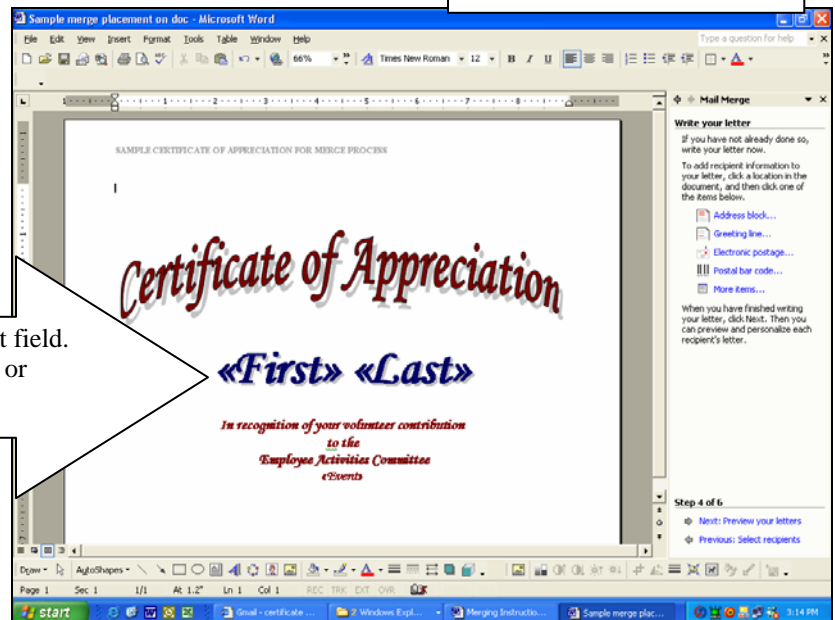 Sample merge placement on doc - Microsoft Word
File Edit View Insert Format Tools Table Window Help
Type a question for help
66% Times New Roman 12 B I U
SAMPLE CERTIFICATE OF APPRECIATION FOR MERGE PROCESS
Certificate of Appreciation
«First» «Last»
In recognition of your volunteer contribution
to the
Employee Activities Committee
«Event»
t field.
or
Mail Merge
Write your letter
If you have not already done so,
write your letter now.
To add recipient information to
your letter, click a location in the
document, and then click one of
the items below.
Address block...
Greeting line...
Electronic postage...
Postal bar code...
More items...
When you have finished writing
your letter, click Next. Then you
can preview and personalize each
recipient's letter.
Step 4 of 6
Next: Preview your letters
Previous: Select recipients
Draw AutoShapes
Page 1 Sec 1 1/1 At 1.2" Ln 1 Col 1 REC TRK EXT OVR
start Gmail - certificate ... 2 Windows Expl... Merging Instructio... Sample merge plac... 3:14 PM